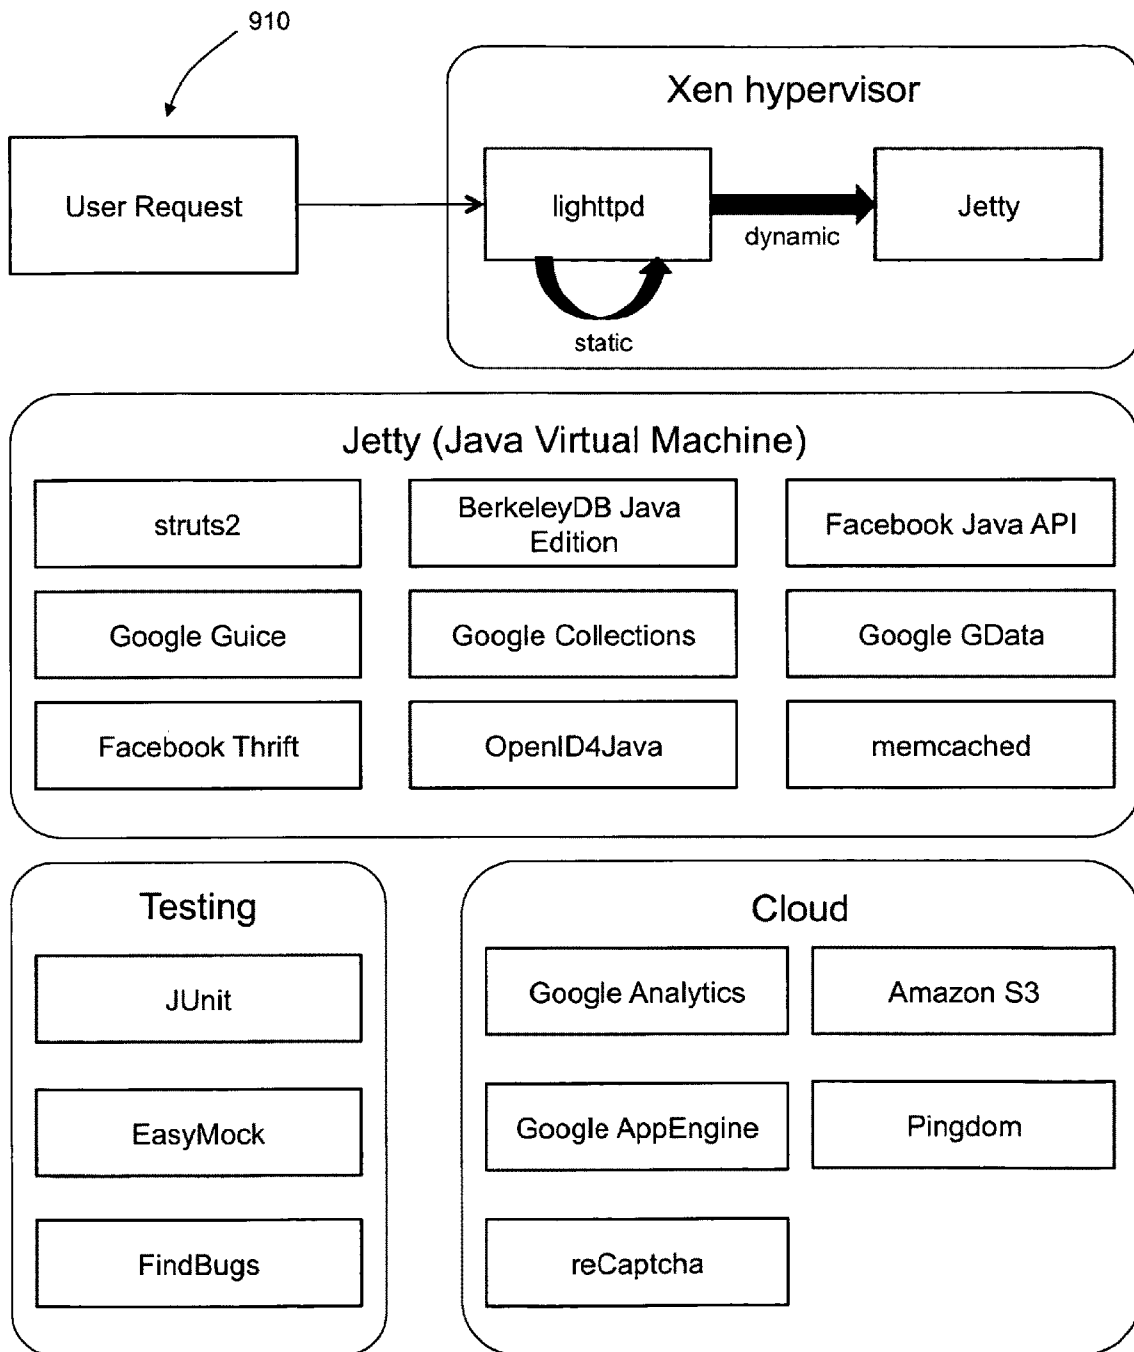 910
Xen hypervisor
User Request
lighttpd
Jetty
dynamic
static
Jetty (Java Virtual Machine)
struts2
BerkeleyDB Java
Edition
Facebook Java API
Google Guice
Google Collections
Google GData
Facebook Thrift
OpenID4Java
memcached
Testing
JUnit
EasyMock
FindBugs
Cloud
Google Analytics
Amazon S3
Google AppEngine
Pingdom
reCaptcha